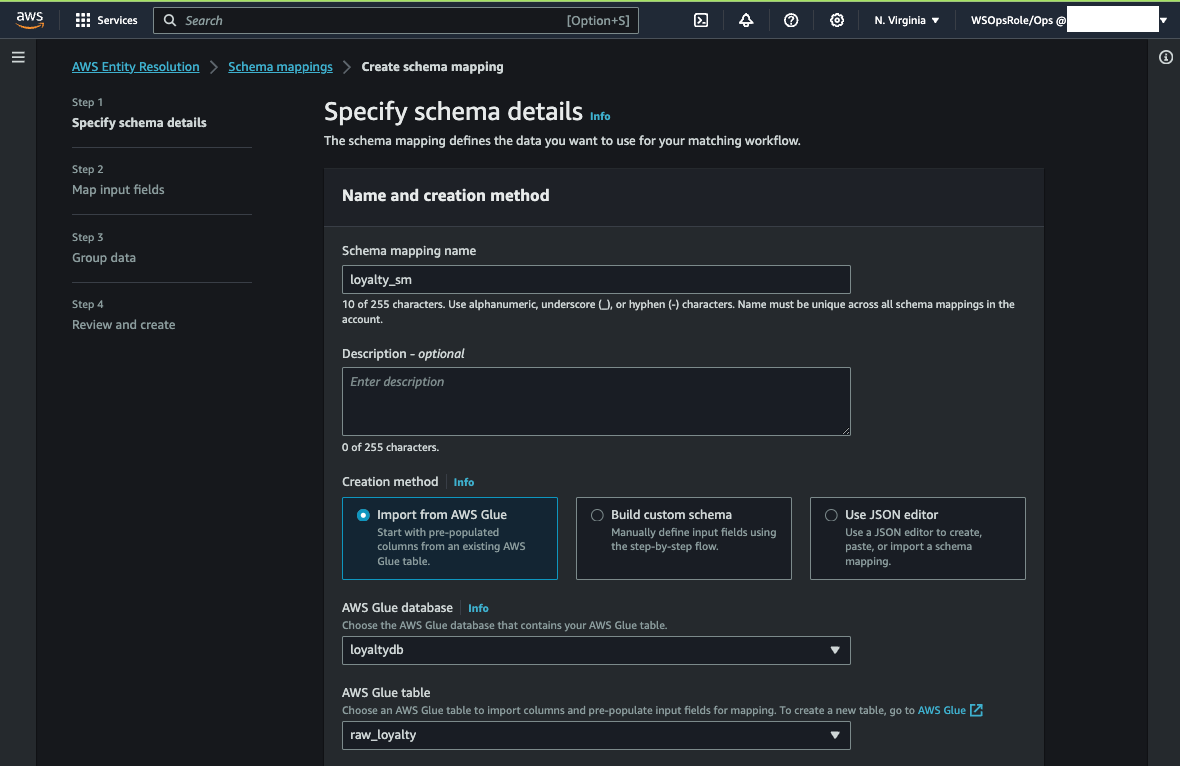 aws
Services
Search
[Option+S]
N. Virginia
WSOpsRole/Ops @
AWS Entity Resolution
Schema mappings
Create schema mapping
Step 1
Specify schema details
Step 2
Map input fields
Step 3
Group data
Step 4
Review and create
Specify schema details Info
The schema mapping defines the data you want to use for your matching workflow.
Name and creation method
Schema mapping name
loyalty_sm
10 of 255 characters. Use alphanumeric, underscore (_), or hyphen (-) characters. Name must be unique across all schema mappings in the
account.
Description - optional
Enter description
0 of 255 characters.
Creation method Info
Import from AWS Glue
Start with pre-populated
columns from an existing AWS
Glue table.
Build custom schema
Manually define input fields using
the step-by-step flow.
Use JSON editor
Use a JSON editor to create,
paste, or import a schema
mapping.
AWS Glue database Info
Choose the AWS Glue database that contains your AWS Glue table.
loyaltydb
AWS Glue table
Choose an AWS Glue table to import columns and pre-populate input fields for mapping. To create a new table, go to AWS Glue
raw_loyalty